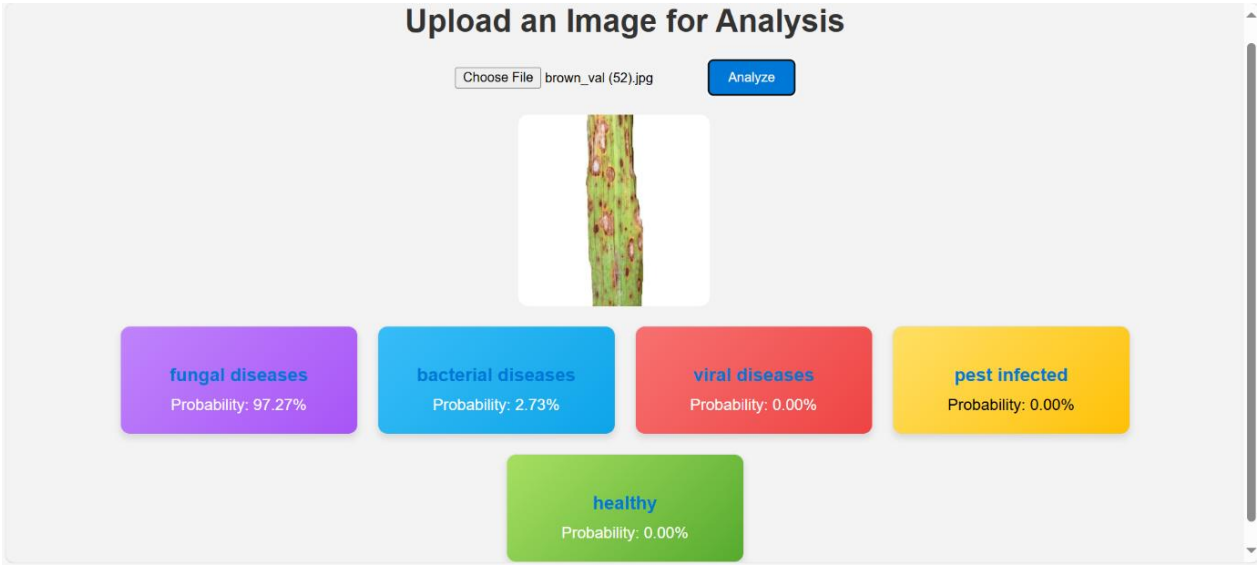 Upload an Image for Analysis
Choose File brown_val (52).jpg Analyze
fungal diseases
Probability: 97.27%
bacterial diseases
Probability: 2.73%
viral diseases
Probability: 0.00%
pest infected
Probability: 0.00%
healthy
Probability: 0.00%